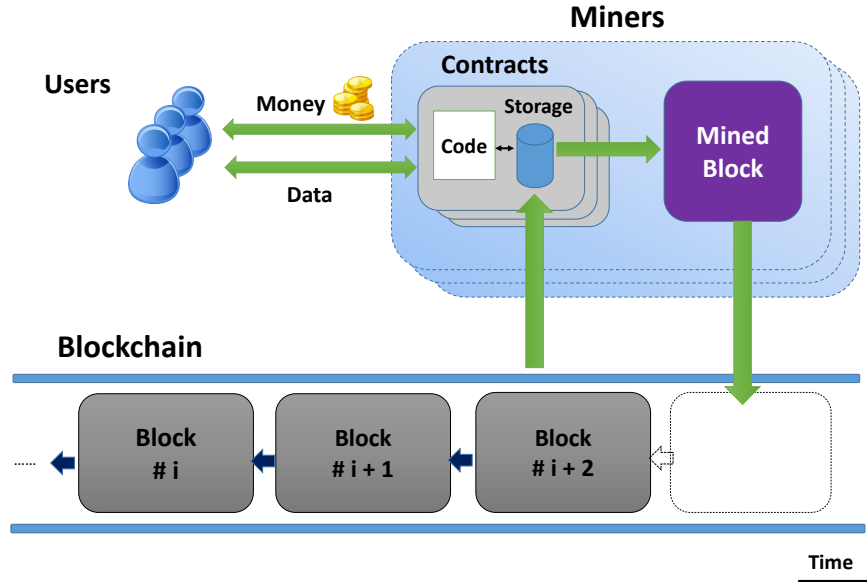 Miners
Users
Contracts
Money
Storage
Code
Mined
Block
Data
Blockchain
Block
# i
Block
# i + 1
Block
# i + 2
......
Time